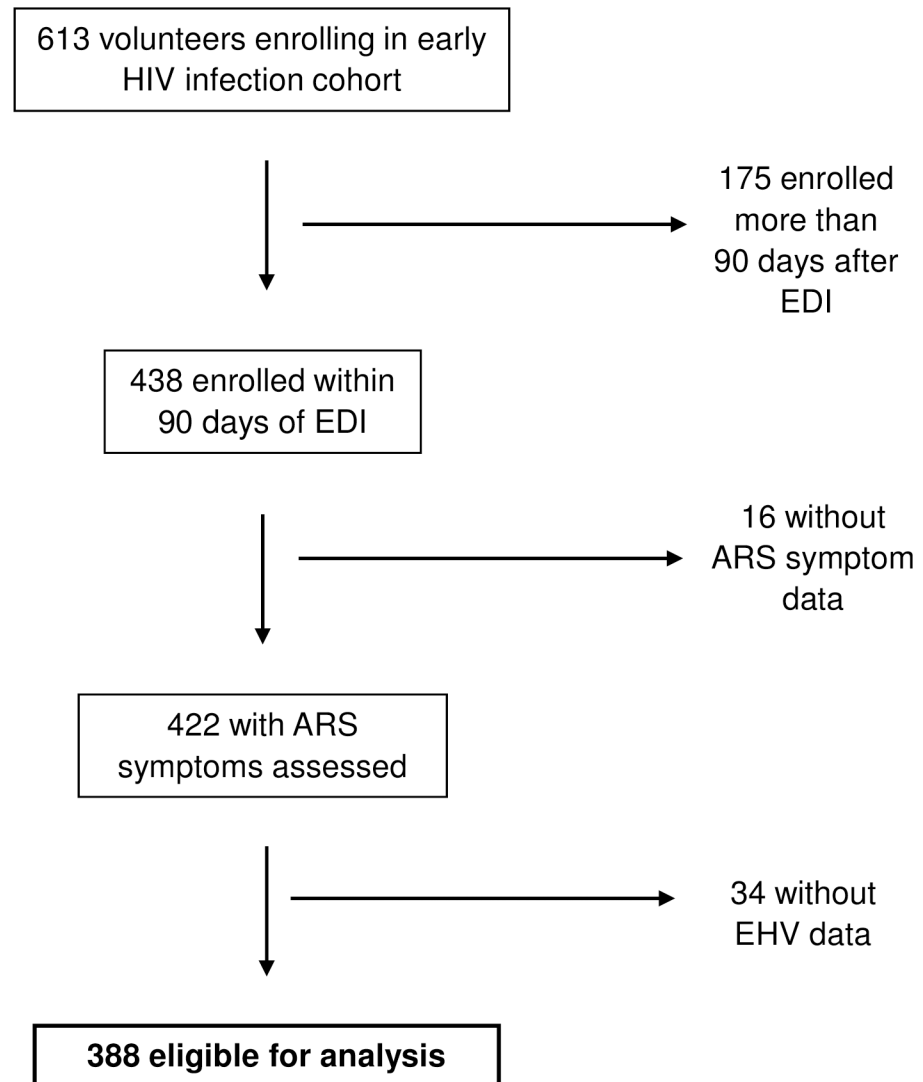 613 volunteers enrolling in early
HIV infection cohort
175 enrolled
more than
90 days after
EDI
438 enrolled within
90 days of EDI
16 without
ARS symptom
data
422 with ARS
symptoms assessed
34 without
EHV data
388 eligible for analysis